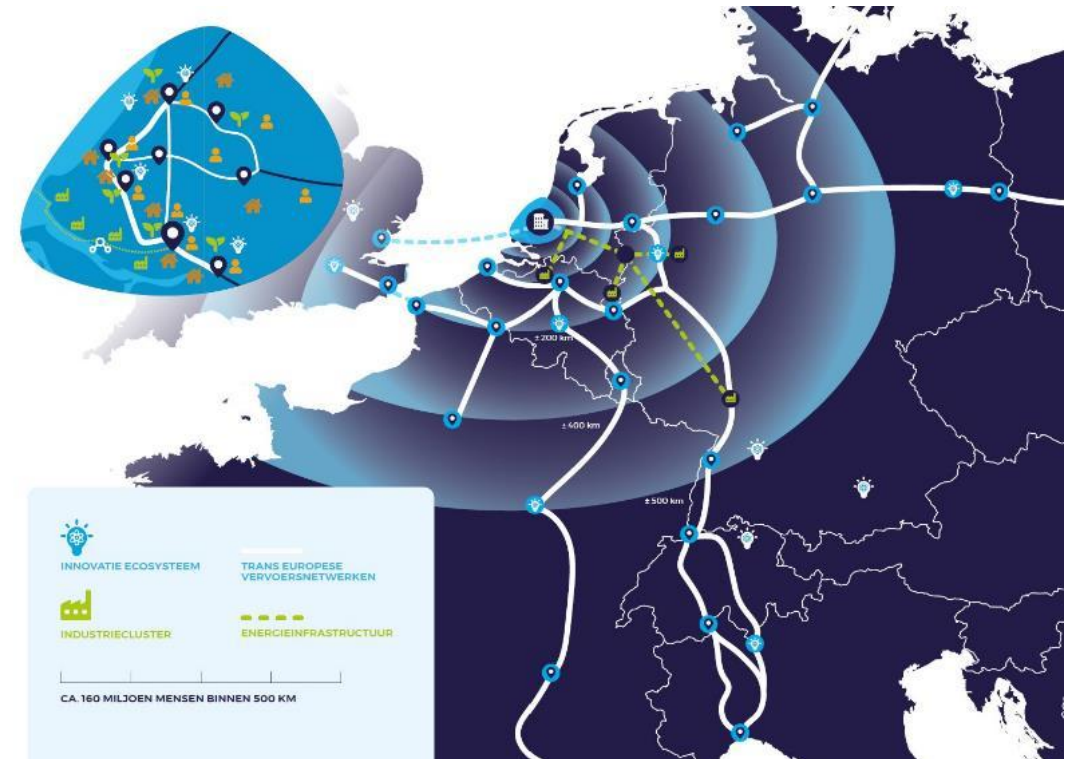 ± 200 km
± 400 km
± 500 km
INNOVATIE ECOSYSTEEM
TRANS EUROPESE
VERVOERSNETWERKEN
INDUSTRIECLUSTER
ENERGIEINFRASTRUCTUUR
CA. 160 MILJOEN MENSEN BINNEN 500 KM